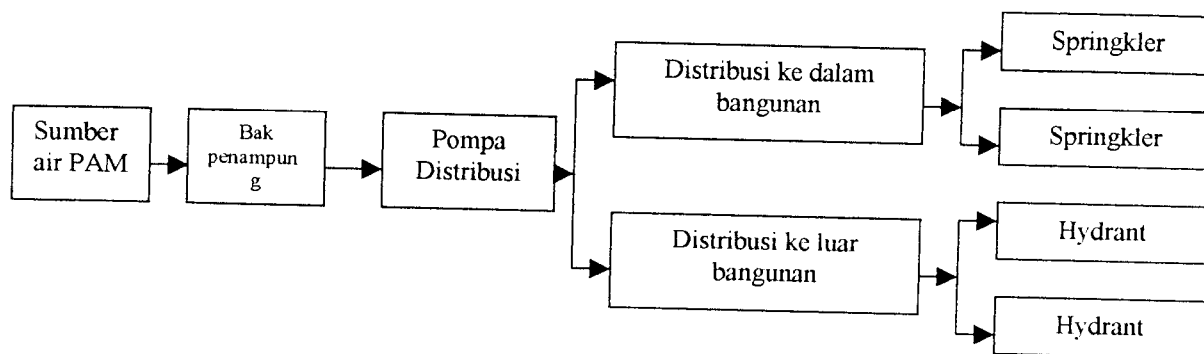 Sumber
air PAM
Bak
penampun
g
Pompa
Distribusi
Distribusi ke dalam
bangunan
Springkler
Springkler
Distribusi ke luar
bangunan
Hydrant
Hydrant